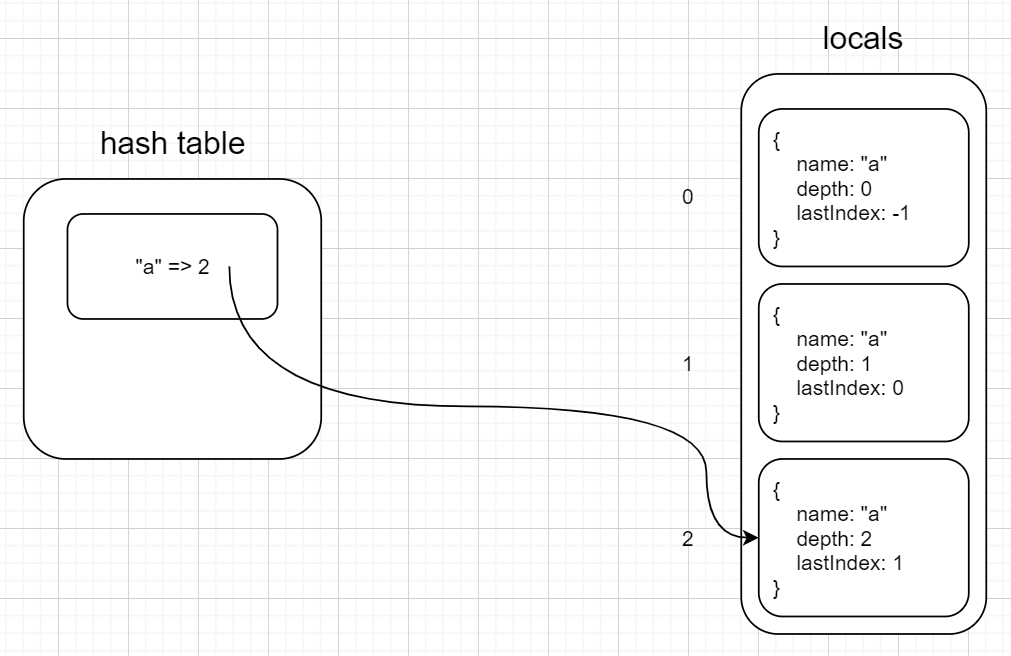 hash table
"a" => 2
locals
0
{
name: "a"
depth: 0
lastIndex: -1
}
1
{
name: "a"
depth: 1
lastIndex: 0
}
2
{
name: "a"
depth: 2
lastIndex: 1
}